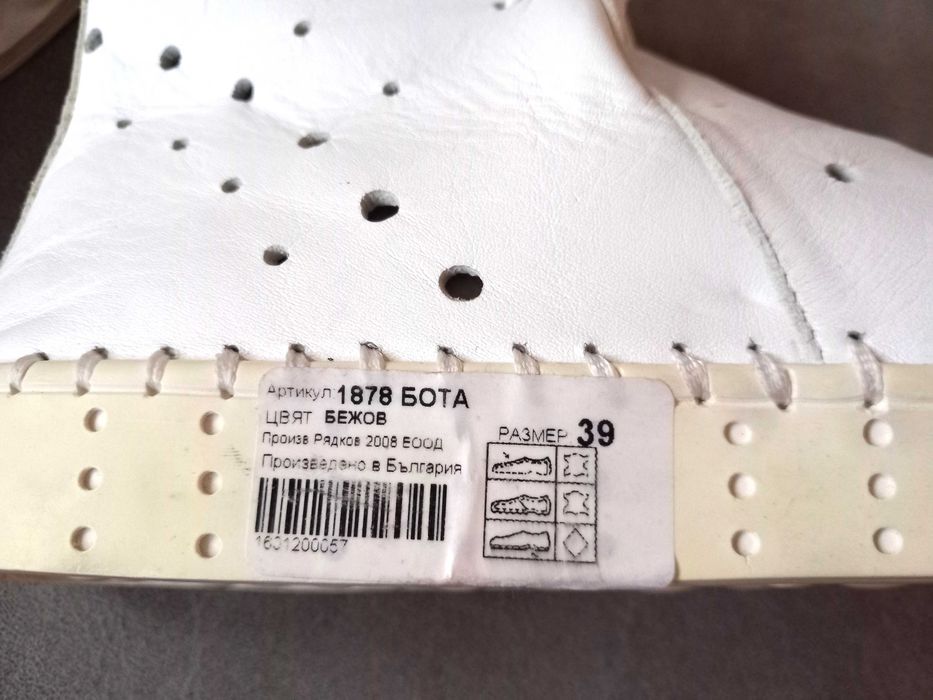 Артикул: 1878 БОТА
ЦВЯТ БЕЖОВ
Произв Рядков 2008 ЕООД
Произведено в България
1631200057
РАЗМЕР 39